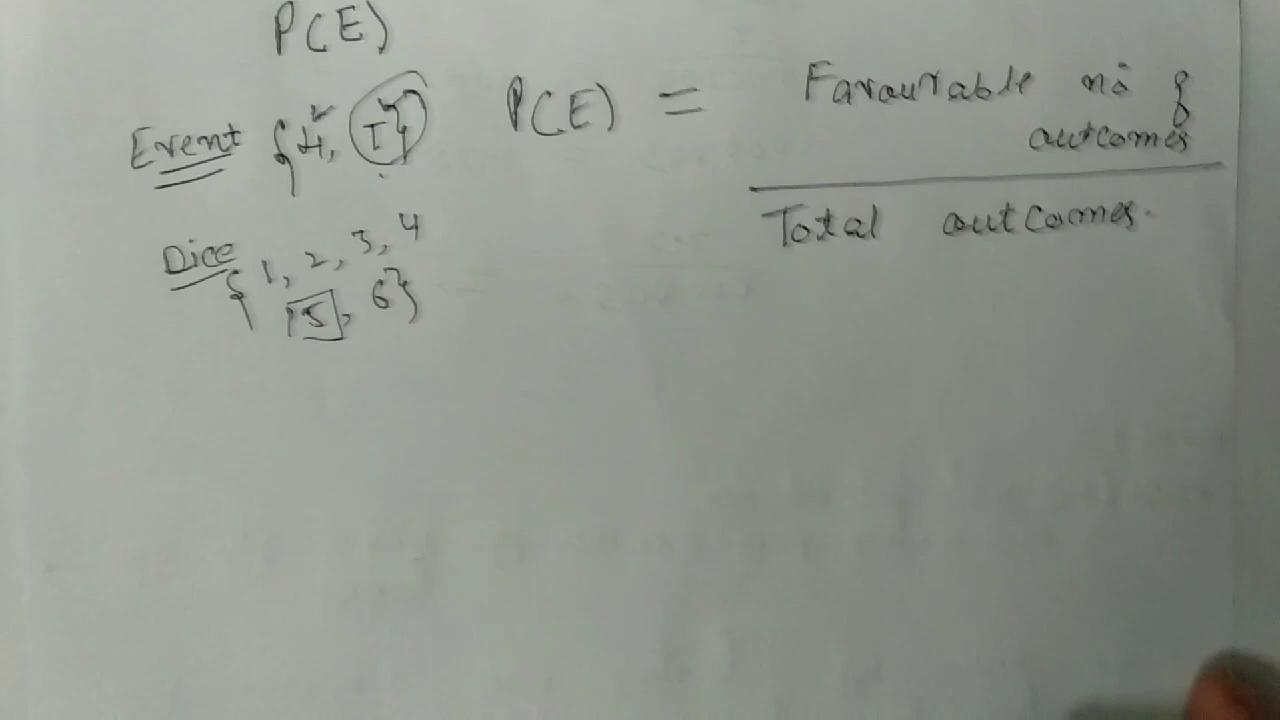 P(E)
Event {H, T}
P(E) = Favourable no of
outcomes
Total outcomes.
Dice
{1, 2, 3, 4
5, 6}